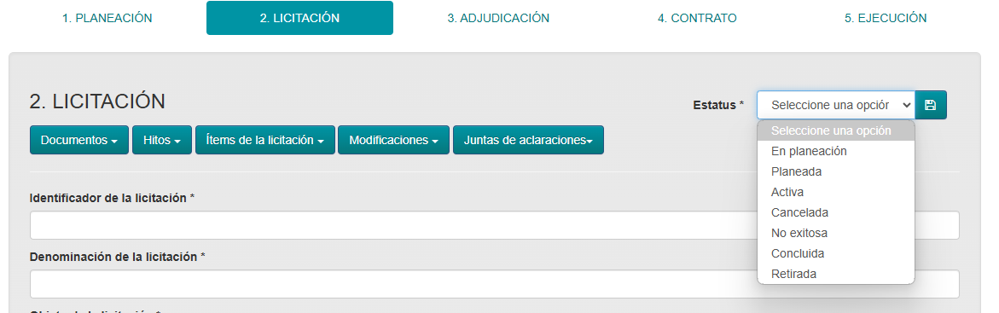 1. PLANEACIÓN 2. LICITACIÓN 3. ADJUDICACIÓN 4. CONTRATO 5. EJECUCIÓN
2. LICITACIÓN
Estatus * Seleccione una opción
Documentos Hitos Ítems de la licitación Modificaciones Juntas de aclaraciones
Seleccione una opción
En planeación
Planeada
Activa
Cancelada
No exitosa
Concluida
Retirada
Identificador de la licitación *
Denominación de la licitación *